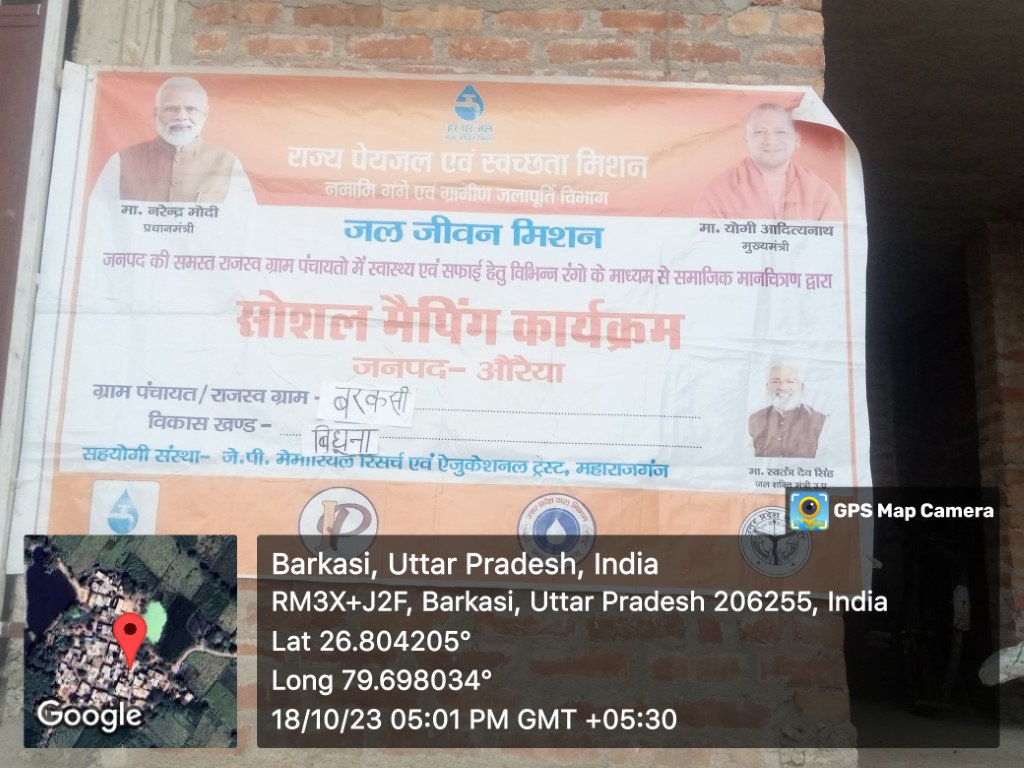 हर घर जल
राज्य पेयजल एवं स्वच्छता मिशन
नमामि गंगे एवं ग्रामीण जलापूर्ति विभाग
मा. नरेन्द्र मोदी
प्रधानमंत्री
मा. योगी आदित्यनाथ
मुख्यमंत्री
जल जीवन मिशन
जनपद की समस्त राजस्व ग्राम पंचायतो में स्वास्थ्य एवं सफाई हेतु विभिन्न रंगो के माध्यम से समाजिक मानचित्रण द्वारा
सोशल मैपिंग कार्यक्रम
जनपद- औरैया
ग्राम पंचायत/राजस्व ग्राम - बरकसी
विकास खण्ड - बिधूना
सहयोगी संस्था- जे.पी. मेमोरियल रिसर्च एवं ऐजुकेशनल ट्रस्ट, महाराजगंज
मा. स्वतंत्र देव सिंह
जल शक्ति मंत्री उ.प्र.
GPS Map Camera
Barkasi, Uttar Pradesh, India
RM3X+J2F, Barkasi, Uttar Pradesh 206255, India
Lat 26.804205°
Long 79.698034°
18/10/23 05:01 PM GMT +05:30
Google